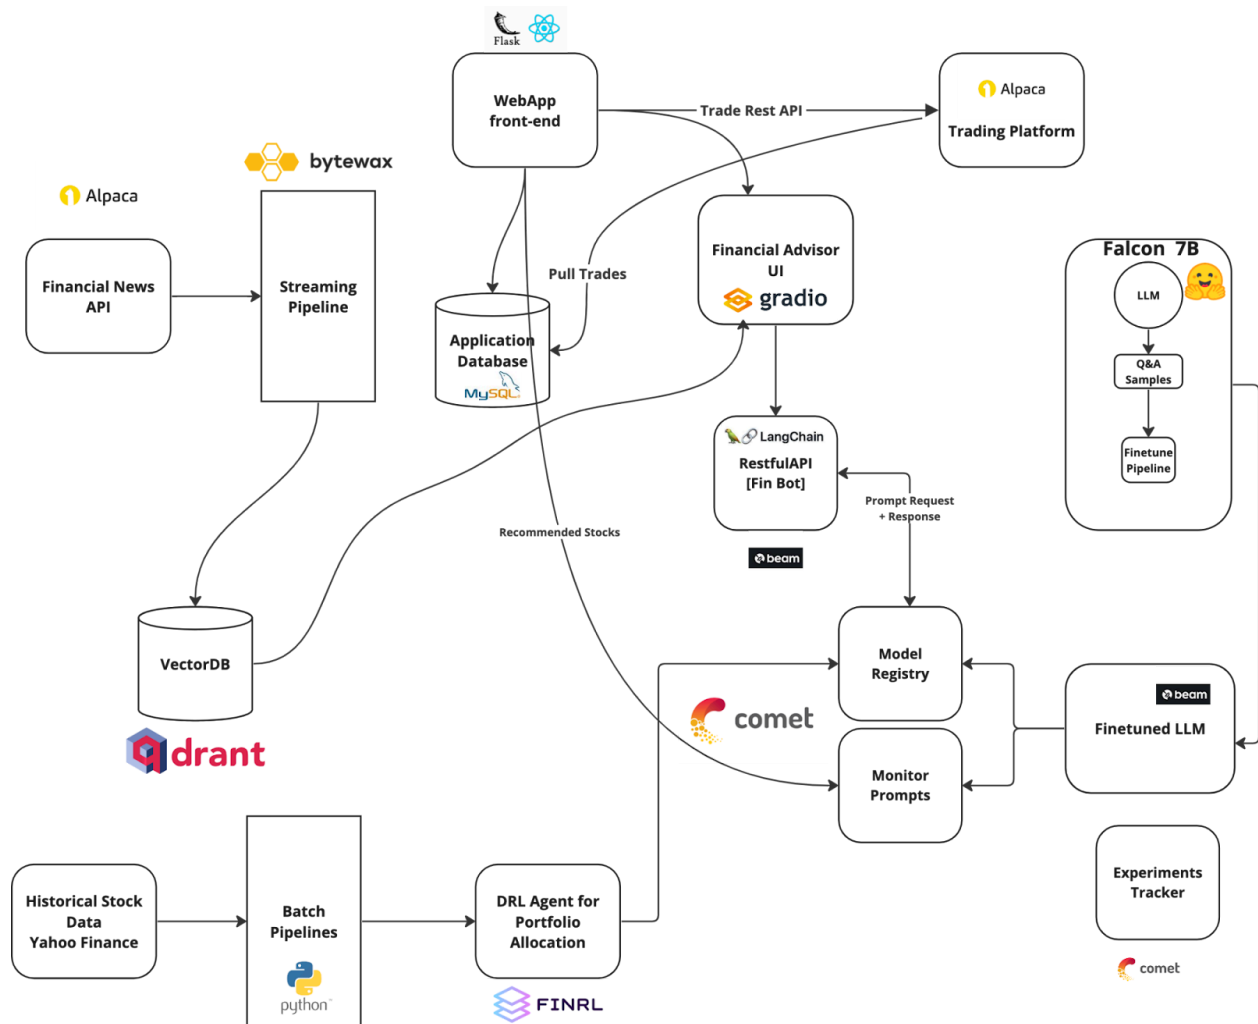 Flask
WebApp
front-end
Trade Rest API
Alpaca
Trading Platform
bytewax
Alpaca
Financial News
API
Streaming
Pipeline
Pull Trades
Financial Advisor
UI
gradio
Falcon 7B
LLM
Q&A
Samples
Finetune
Pipeline
Application
Database
MySQL
LangChain
RestfulAPI
[Fin Bot]
Prompt Request
+ Response
Recommended Stocks
beam
VectorDB
qdrant
Model
Registry
comet
Monitor
Prompts
beam
Finetuned LLM
Historical Stock
Data
Yahoo Finance
Batch
Pipelines
python
DRL Agent for
Portfolio
Allocation
FINRL
Experiments
Tracker
comet